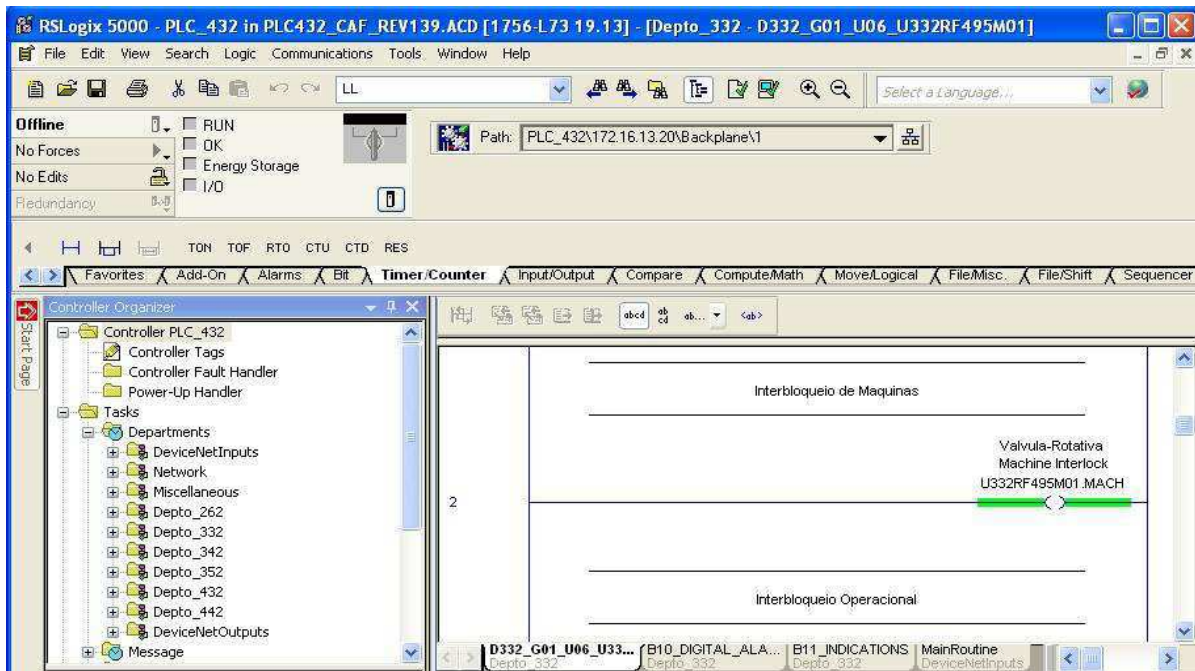 RSLogix 5000 - PLC_432 in PLC432_CAF_REV139.ACD [1756-L73 19.13] - [Depto_332 - D332_G01_U06_U332RF495M01]
File Edit View Search Logic Communications Tools Window Help
LL
Select a Language...
Offline
RUN
No Forces
OK
Energy Storage
No Edits
I/O
Redundancy
Path: PLC_432\172.16.13.20\Backplane\1
TON TOF RTO CTU CTD RES
Favorites Add-On Alarms Bit Timer/Counter Input/Output Compare Compute/Math Move/Logical File/Misc. File/Shift Sequencer
Start Page
Controller Organizer
Controller PLC_432
Controller Tags
Controller Fault Handler
Power-Up Handler
Tasks
Departments
DeviceNetInputs
Network
Miscellaneous
Depto_262
Depto_332
Depto_342
Depto_352
Depto_432
Depto_442
DeviceNetOutputs
Message
abcd ab cd ab... <ab>
Interbloqueio de Maquinas
Valvula-Rotativa
Machine Interlock
U332RF495M01.MACH
2
Interbloqueio Operacional
D332_G01_U06_U33... B10_DIGITAL_ALA... B11_INDICATIONS MainRoutine
Depto_332 Depto_332 Depto_332 DeviceNetInputs